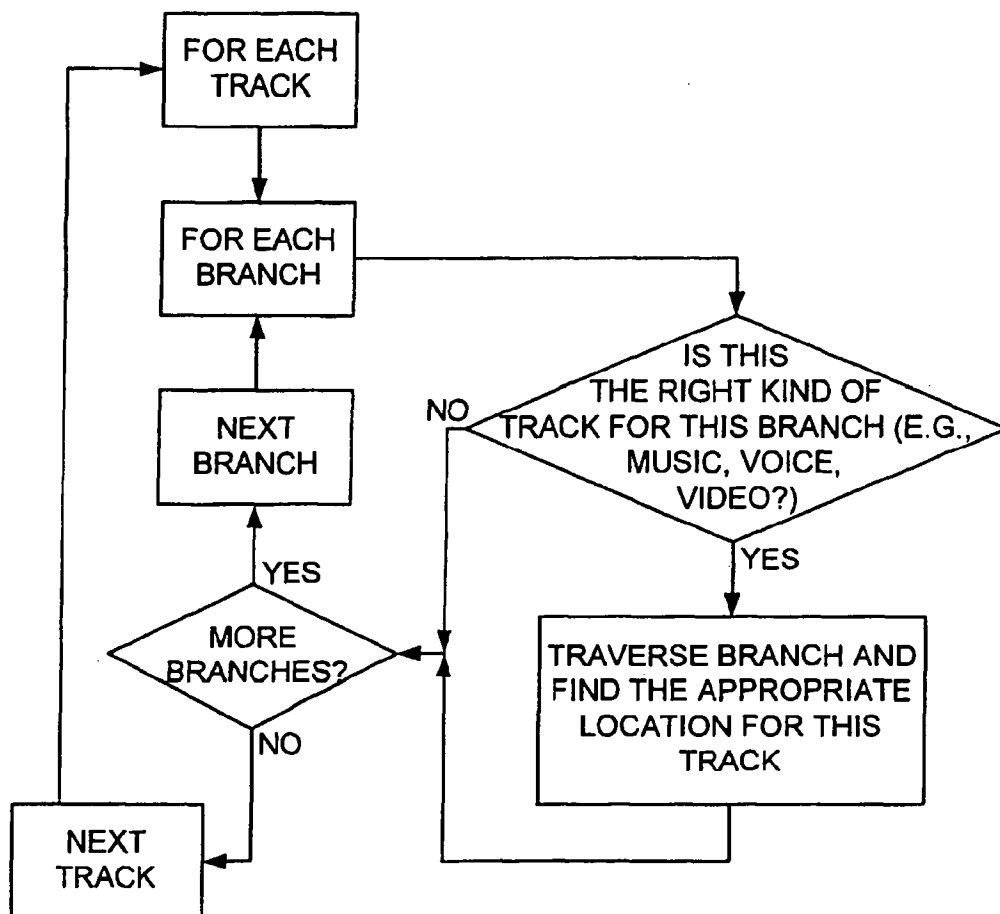 FOR EACH
TRACK
FOR EACH
BRANCH
IS THIS
THE RIGHT KIND OF
TRACK FOR THIS BRANCH (E.G.,
MUSIC, VOICE,
VIDEO?)
NO
YES
NEXT
BRANCH
YES
MORE
BRANCHES?
NO
TRAVERSE BRANCH AND
FIND THE APPROPRIATE
LOCATION FOR THIS
TRACK
NEXT
TRACK